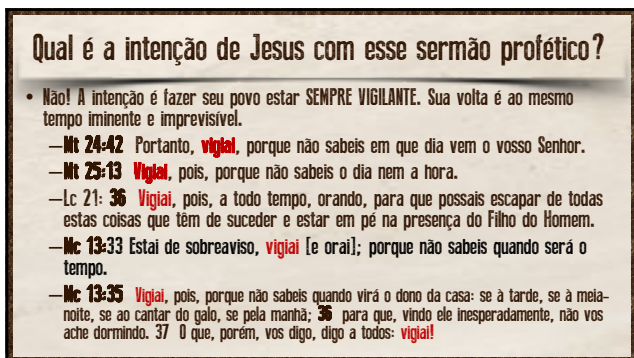 Qual é a intenção de Jesus com esse sermão profético?
• Não! A intenção é fazer seu povo estar SEMPRE VIGILANTE. Sua volta é ao mesmo
tempo iminente e imprevisível.
–Mt 24:42 Portanto, vigiai, porque não sabeis em que dia vem o vosso Senhor.
–Mt 25:13 Vigiai, pois, porque não sabeis o dia nem a hora.
–Lc 21: 36 Vigiai, pois, a todo tempo, orando, para que possais escapar de todas
estas coisas que têm de suceder e estar em pé na presença do Filho do Homem.
–Mc 13:33 Estai de sobreaviso, vigiai [e orai]; porque não sabeis quando será o
tempo.
–Mc 13:35 Vigiai, pois, porque não sabeis quando virá o dono da casa: se à tarde, se à meia-
noite, se ao cantar do galo, se pela manhã; 36 para que, vindo ele inesperadamente, não vos
ache dormindo. 37 O que, porém, vos digo, digo a todos: vigiai!